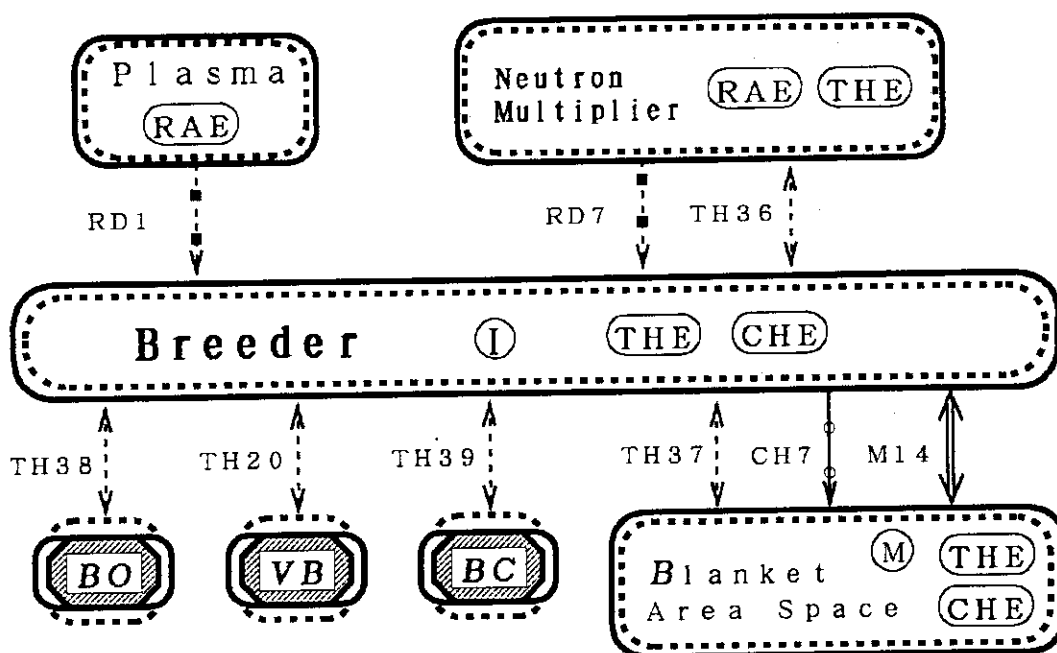 Plasma
RAE
Neutron
Multiplier
RAE THE
RD1
RD7
TH36
Breeder I THE CHE
TH38
TH20
TH39
TH37
CH7
M14
BO
VB
BC
Blanket
Area Space
M
THE
CHE